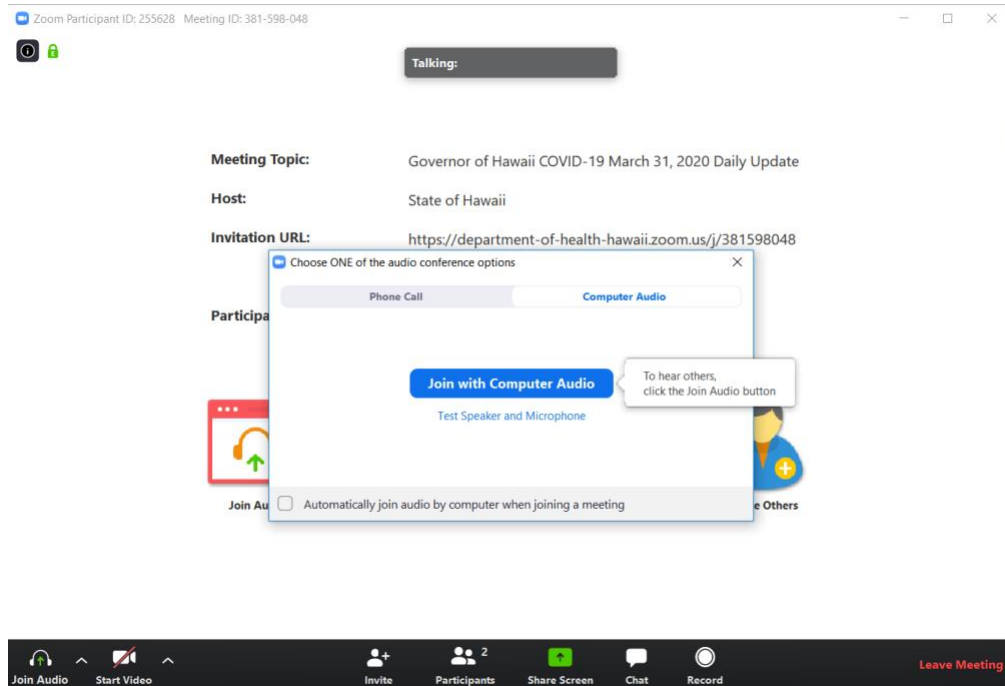 Zoom Participant ID: 255628 Meeting ID: 381-598-048
Talking:
Meeting Topic: Governor of Hawaii COVID-19 March 31, 2020 Daily Update
Host: State of Hawaii
Invitation URL: https://department-of-health-hawaii.zoom.us/j/381598048
Choose ONE of the audio conference options
Phone Call Computer Audio
Participa
Join with Computer Audio
To hear others,
click the Join Audio button
Test Speaker and Microphone
Automatically join audio by computer when joining a meeting
Join Au
e Others
Join Audio Start Video Invite Participants 2 Share Screen Chat Record Leave Meeting